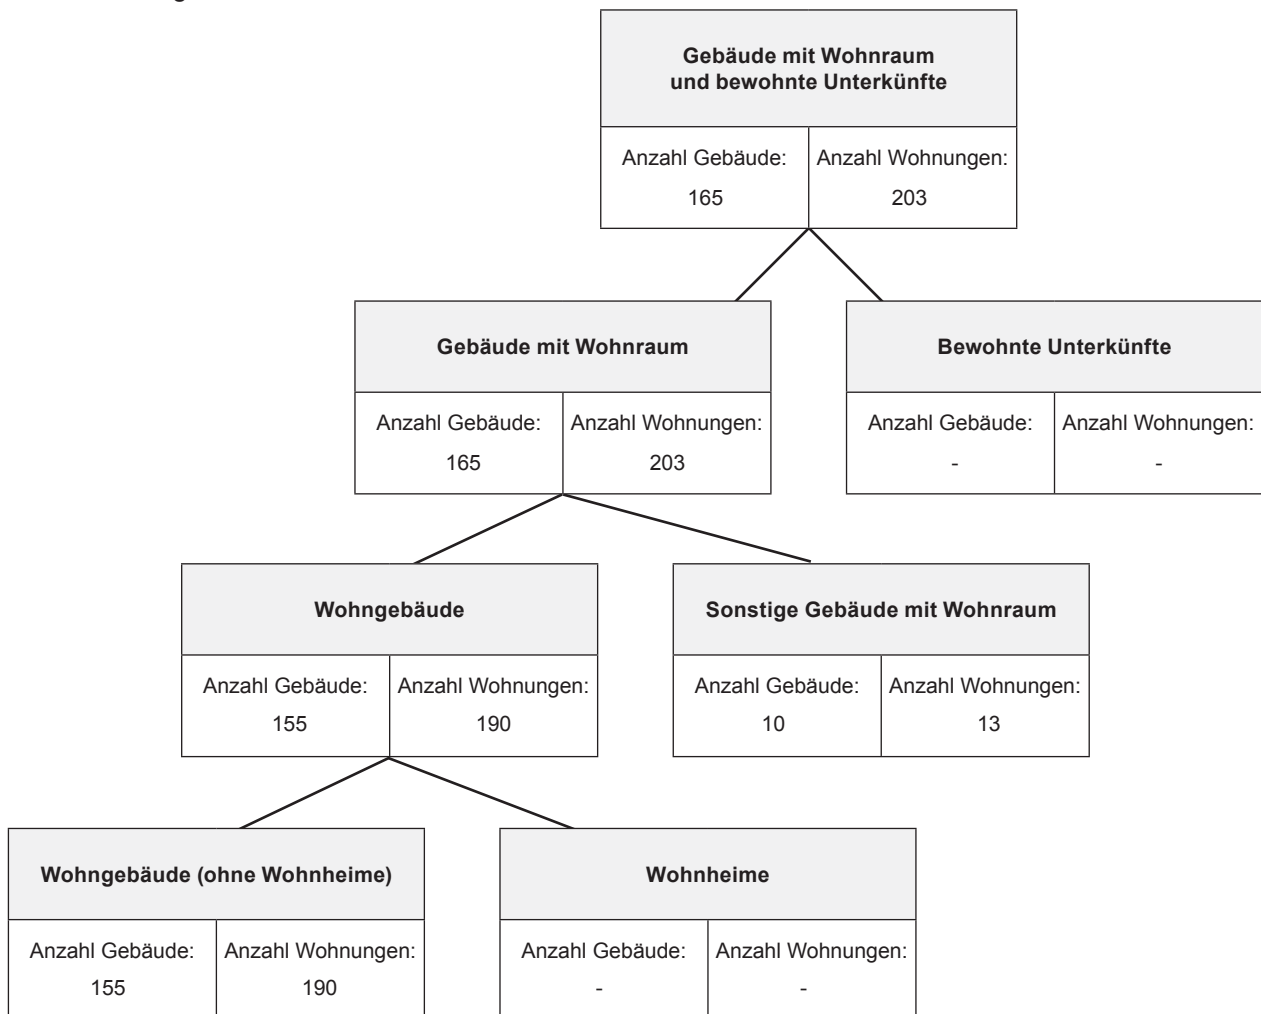 Gebäude mit Wohnraum
und bewohnte Unterkünfte
Anzahl Gebäude:
165
Anzahl Wohnungen:
203
Gebäude mit Wohnraum
Anzahl Gebäude:
165
Anzahl Wohnungen:
203
Bewohnte Unterkünfte
Anzahl Gebäude:
-
Anzahl Wohnungen:
-
Wohngebäude
Anzahl Gebäude:
155
Anzahl Wohnungen:
190
Sonstige Gebäude mit Wohnraum
Anzahl Gebäude:
10
Anzahl Wohnungen:
13
Wohngebäude (ohne Wohnheime)
Anzahl Gebäude:
155
Anzahl Wohnungen:
190
Wohnheime
Anzahl Gebäude:
-
Anzahl Wohnungen:
-